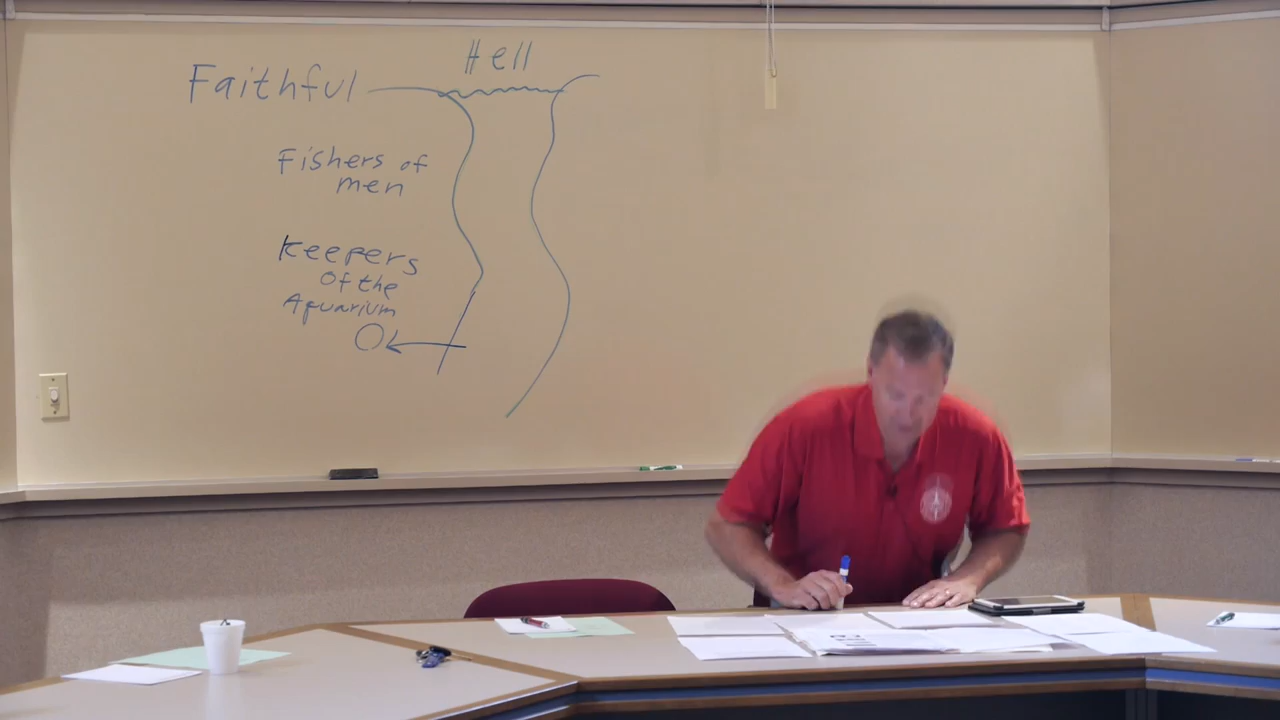 Hell
Faithful
Fishers of
men
Keepers
Of the
Aquarium